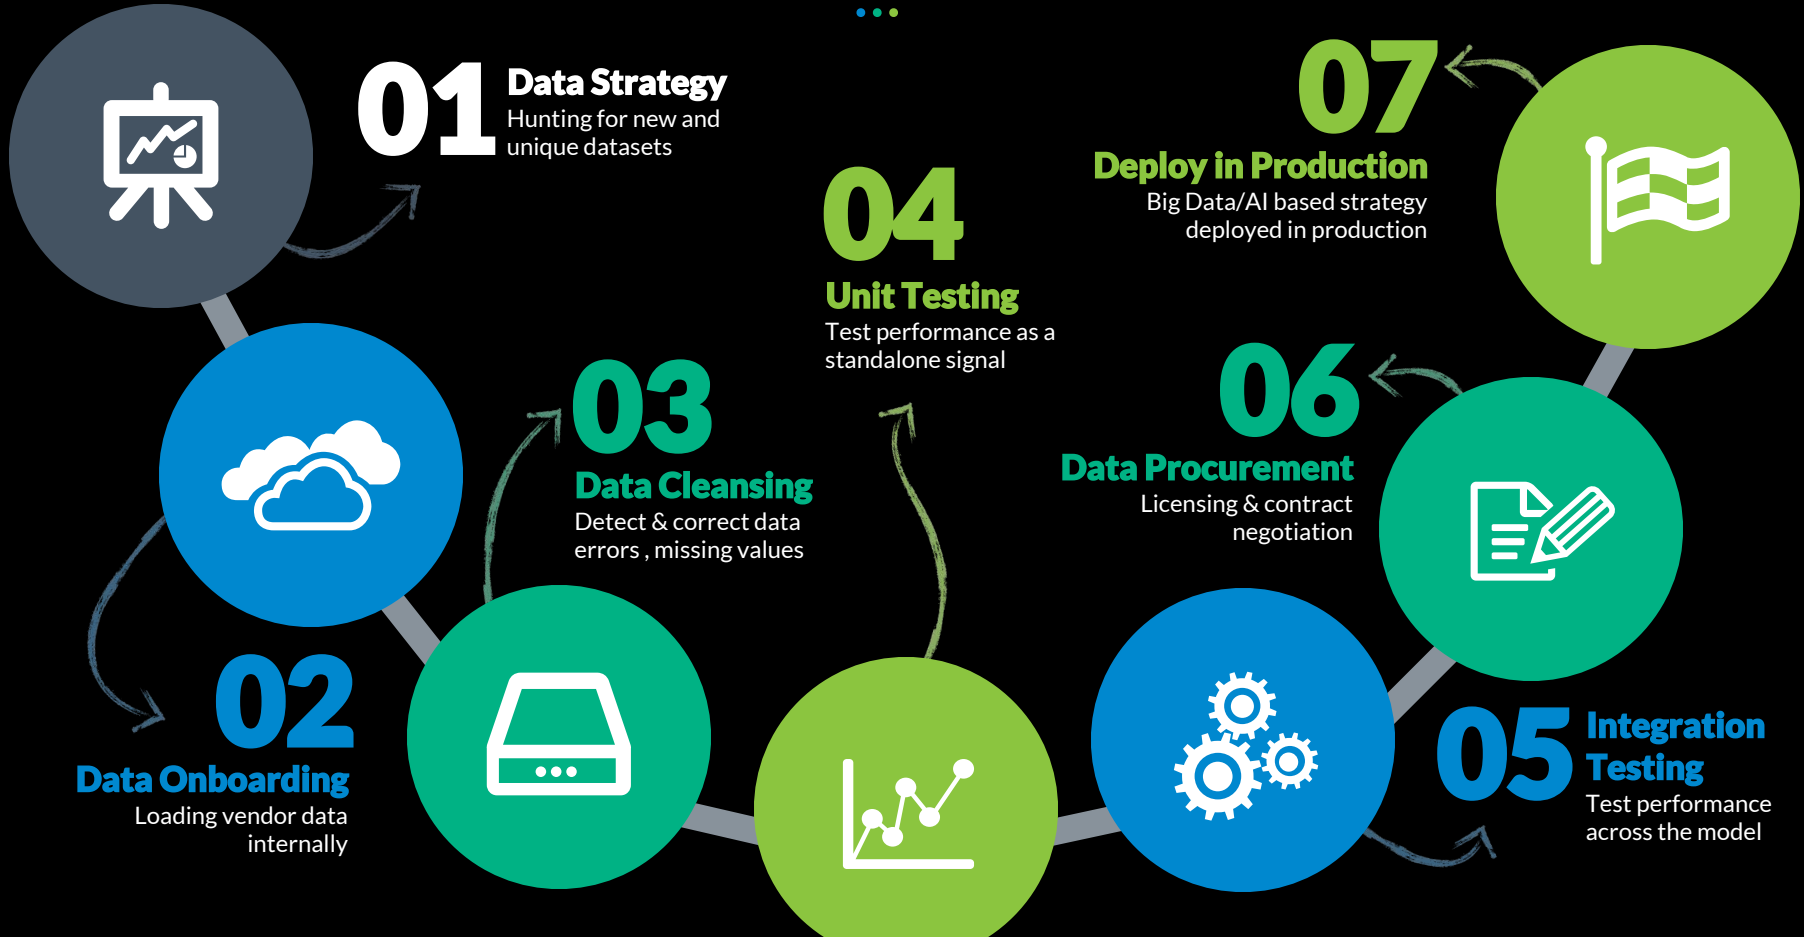 01
Data Strategy
Hunting for new and
unique datasets
02
Data Onboarding
Loading vendor data
internally
03
Data Cleansing
Detect & correct data
errors , missing values
04
Unit Testing
Test performance as a
standalone signal
05
Integration
Testing
Test performance
across the model
06
Data Procurement
Licensing & contract
negotiation
07
Deploy in Production
Big Data/AI based strategy
deployed in production